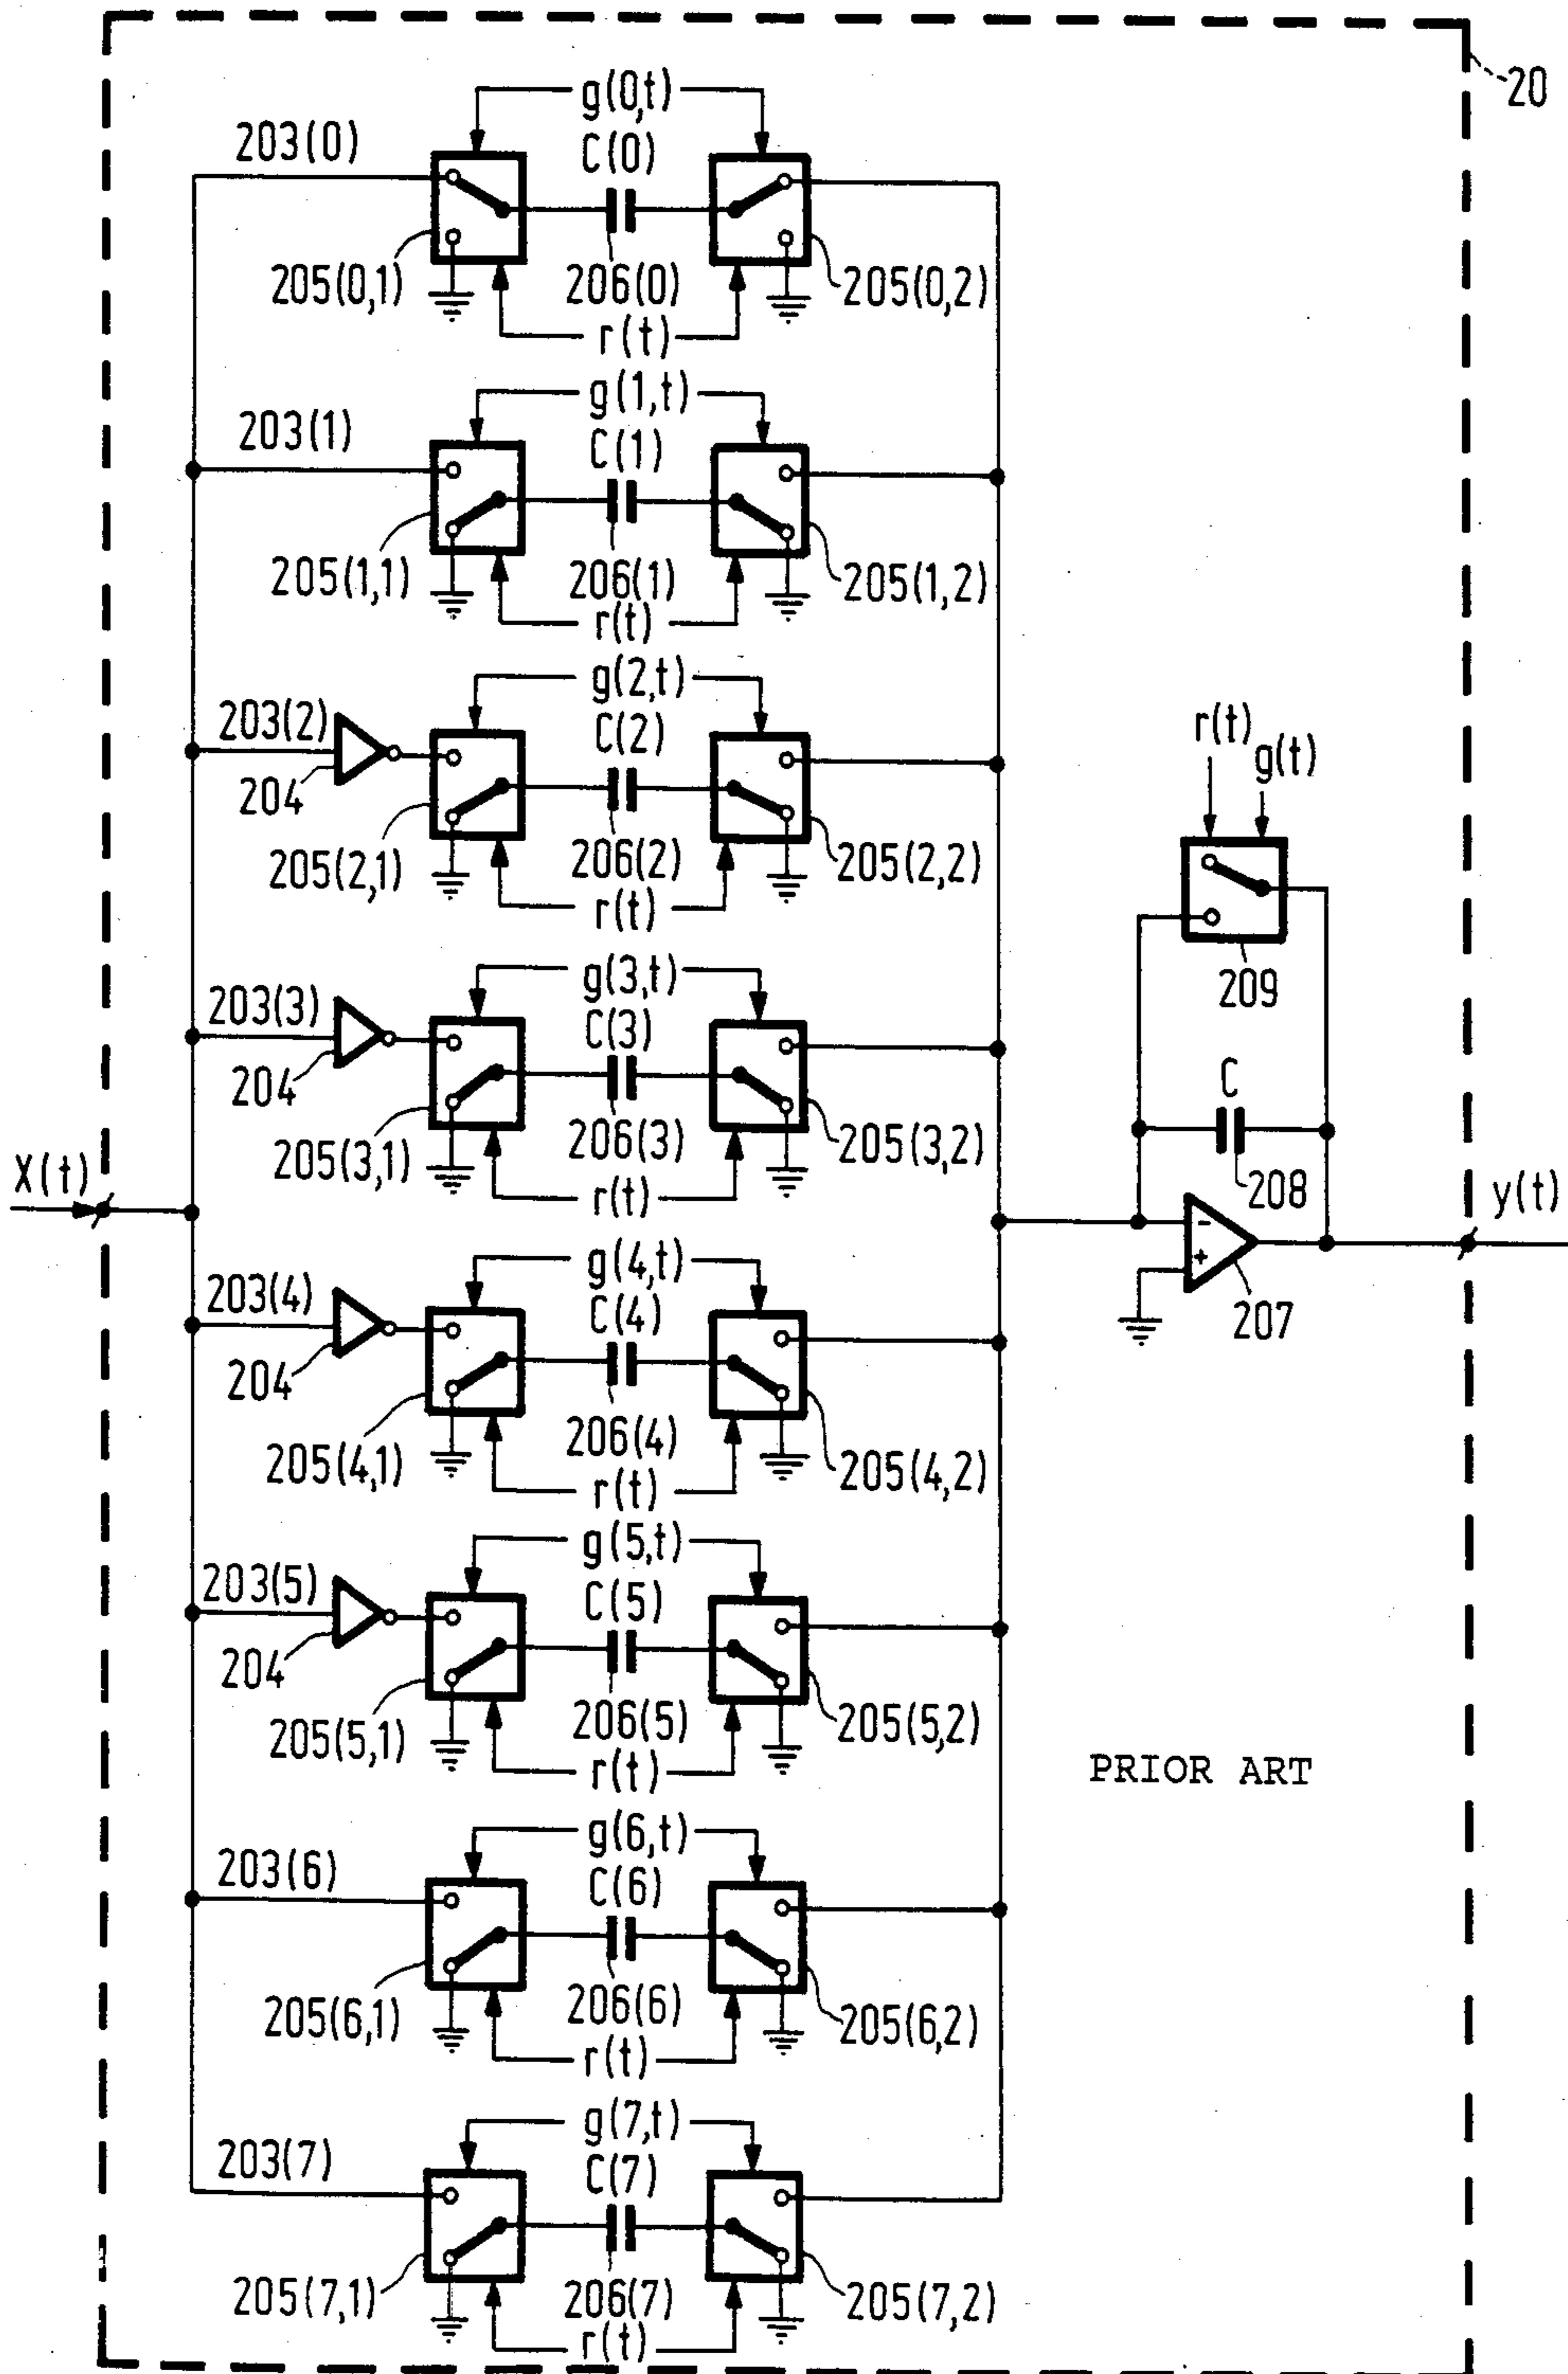 20
g(0,t)
203(0)
C(0)
205(0,1)
206(0)
205(0,2)
r(t)
g(1,t)
203(1)
C(1)
205(1,1)
206(1)
205(1,2)
r(t)
g(2,t)
203(2)
C(2)
204
205(2,1)
206(2)
205(2,2)
r(t)
r(t)
g(t)
209
g(3,t)
203(3)
C(3)
204
205(3,1)
206(3)
205(3,2)
r(t)
C
208
X(t)
y(t)
-
+
207
g(4,t)
203(4)
C(4)
204
205(4,1)
206(4)
205(4,2)
r(t)
g(5,t)
203(5)
C(5)
204
205(5,1)
206(5)
205(5,2)
r(t)
PRIOR ART
g(6,t)
203(6)
C(6)
205(6,1)
206(6)
205(6,2)
r(t)
g(7,t)
203(7)
C(7)
205(7,1)
206(7)
205(7,2)
r(t)